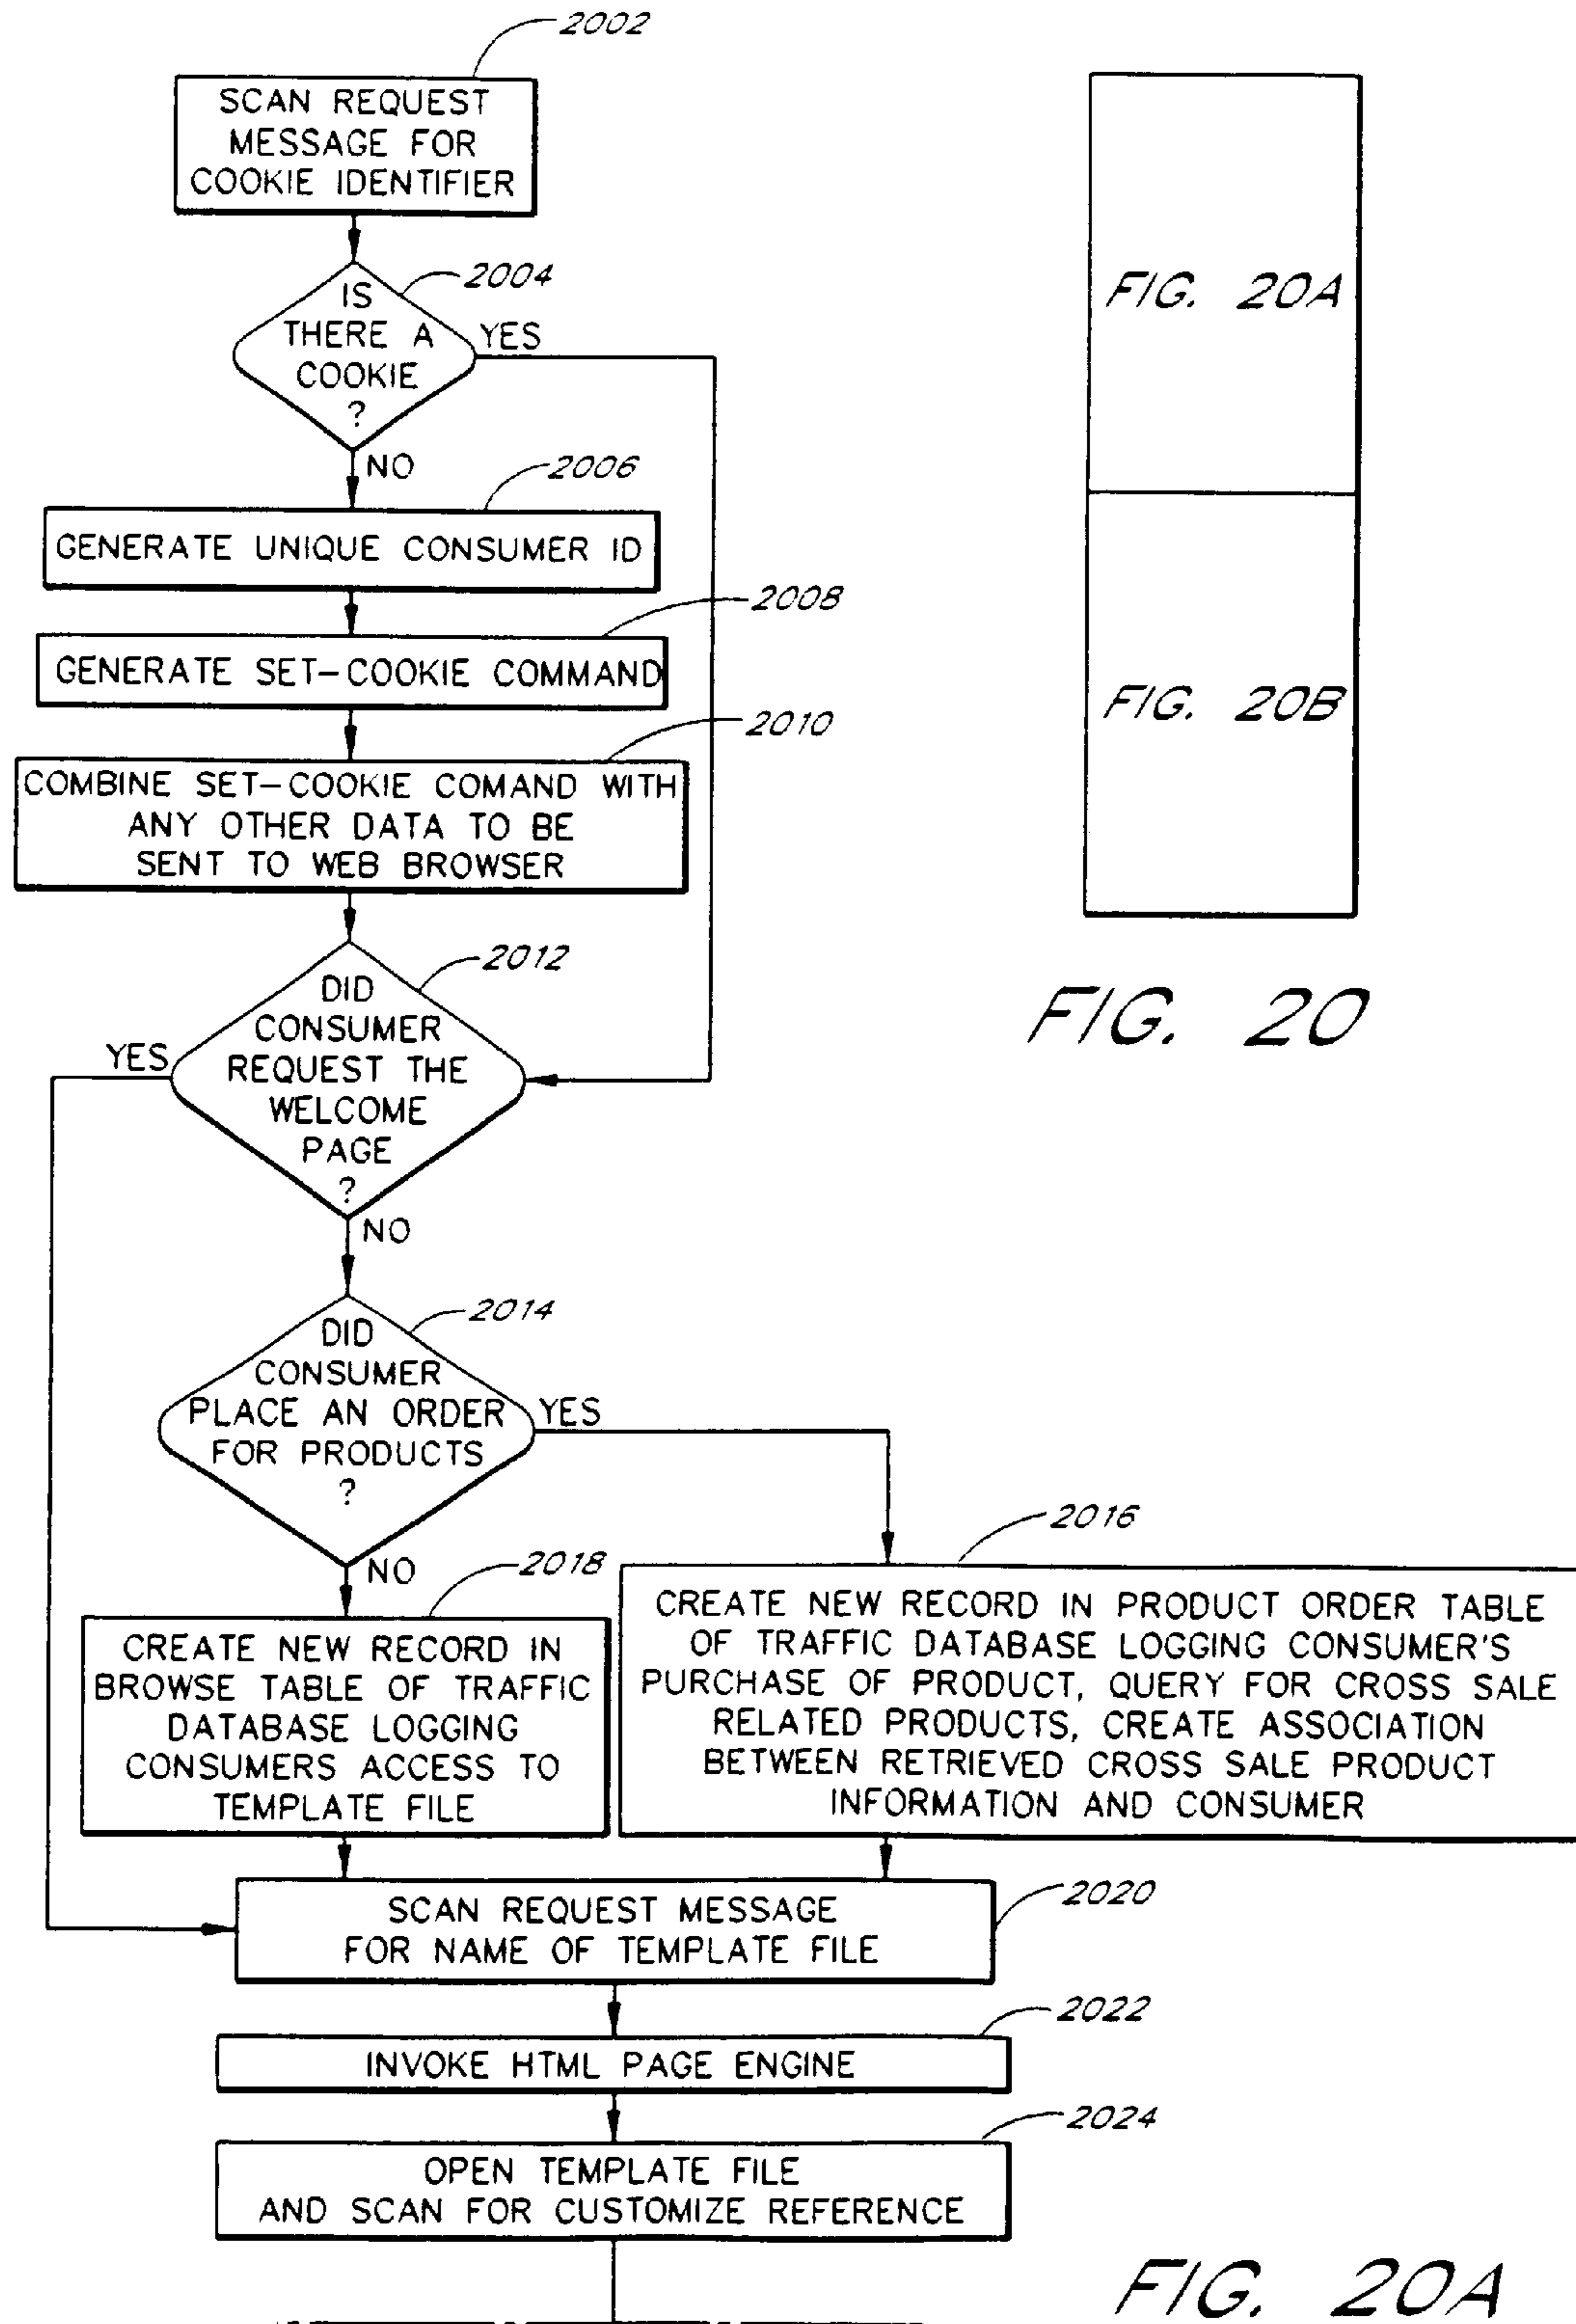 2002
SCAN REQUEST
MESSAGE FOR
COOKIE IDENTIFIER
2004
IS
THERE A
COOKIE
?
YES
NO
2006
GENERATE UNIQUE CONSUMER ID
2008
GENERATE SET-COOKIE COMMAND
2010
COMBINE SET-COOKIE COMAND WITH
ANY OTHER DATA TO BE
SENT TO WEB BROWSER
2012
DID
CONSUMER
REQUEST THE
WELCOME
PAGE
?
YES
NO
2014
DID
CONSUMER
PLACE AN ORDER
FOR PRODUCTS
?
YES
NO
2016
CREATE NEW RECORD IN PRODUCT ORDER TABLE
OF TRAFFIC DATABASE LOGGING CONSUMER'S
PURCHASE OF PRODUCT, QUERY FOR CROSS SALE
RELATED PRODUCTS, CREATE ASSOCIATION
BETWEEN RETRIEVED CROSS SALE PRODUCT
INFORMATION AND CONSUMER
2018
CREATE NEW RECORD IN
BROWSE TABLE OF TRAFFIC
DATABASE LOGGING
CONSUMERS ACCESS TO
TEMPLATE FILE
2020
SCAN REQUEST MESSAGE
FOR NAME OF TEMPLATE FILE
2022
INVOKE HTML PAGE ENGINE
2024
OPEN TEMPLATE FILE
AND SCAN FOR CUSTOMIZE REFERENCE
FIG. 20A
FIG. 20A
FIG. 20B
FIG. 20